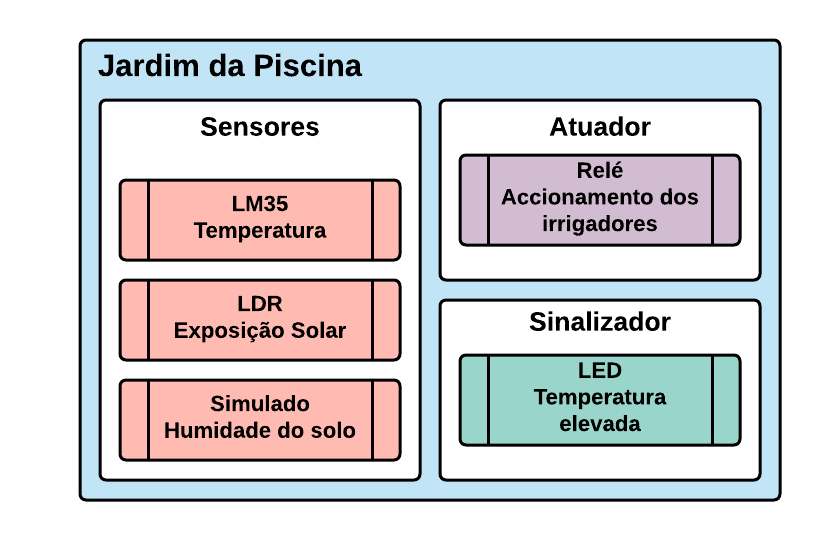 Jardim da Piscina
Sensores
LM35
Temperatura
LDR
Exposição Solar
Simulado
Humidade do solo
Atuador
Relé
Accionamento dos
irrigadores
Sinalizador
LED
Temperatura
elevada